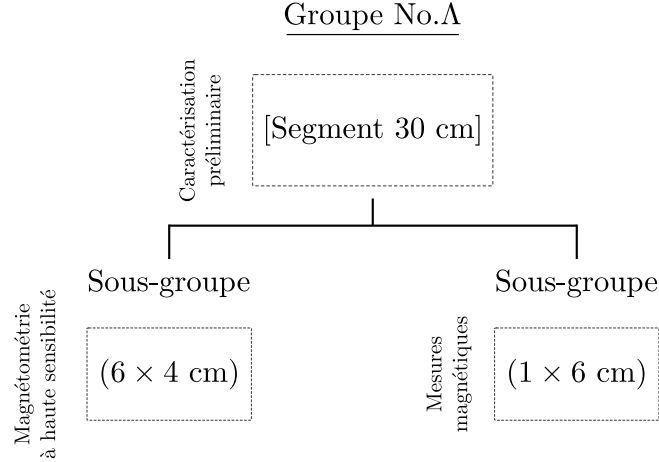 Groupe No.Λ
Caractérisation
préliminaire
[Segment 30 cm]
Sous-groupe
Sous-groupe
Magnétométrie
à haute sensibilité
(6 × 4 cm)
Mesures
magnétiques
(1 × 6 cm)